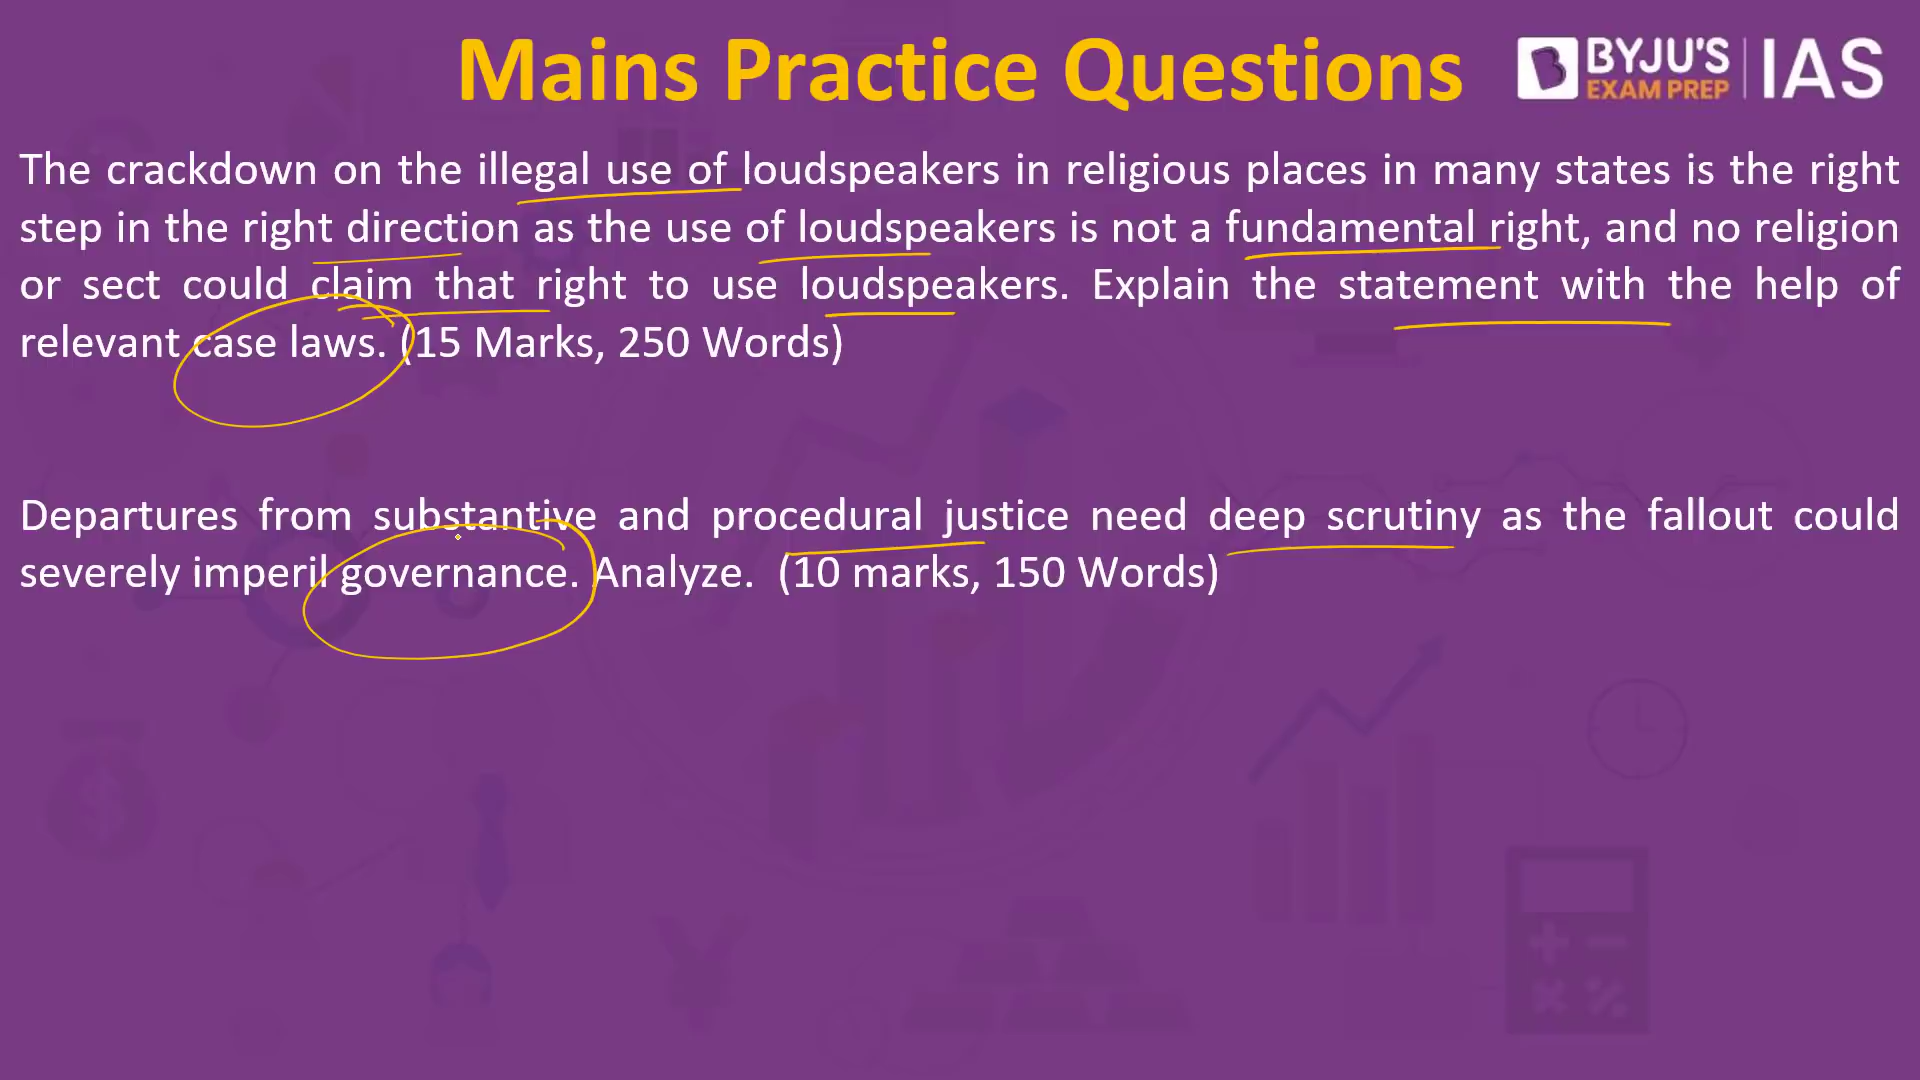 Mains Practice Questions
BYJU'S
EXAM PREP
IAS
The crackdown on the illegal use of loudspeakers in religious places in many states is the right
step in the right direction as the use of loudspeakers is not a fundamental right, and no religion
or sect could claim that right to use loudspeakers. Explain the statement with the help of
relevant case laws. (15 Marks, 250 Words)
Departures from substantive and procedural justice need deep scrutiny as the fallout could
severely imperil governance. Analyze. (10 marks, 150 Words)